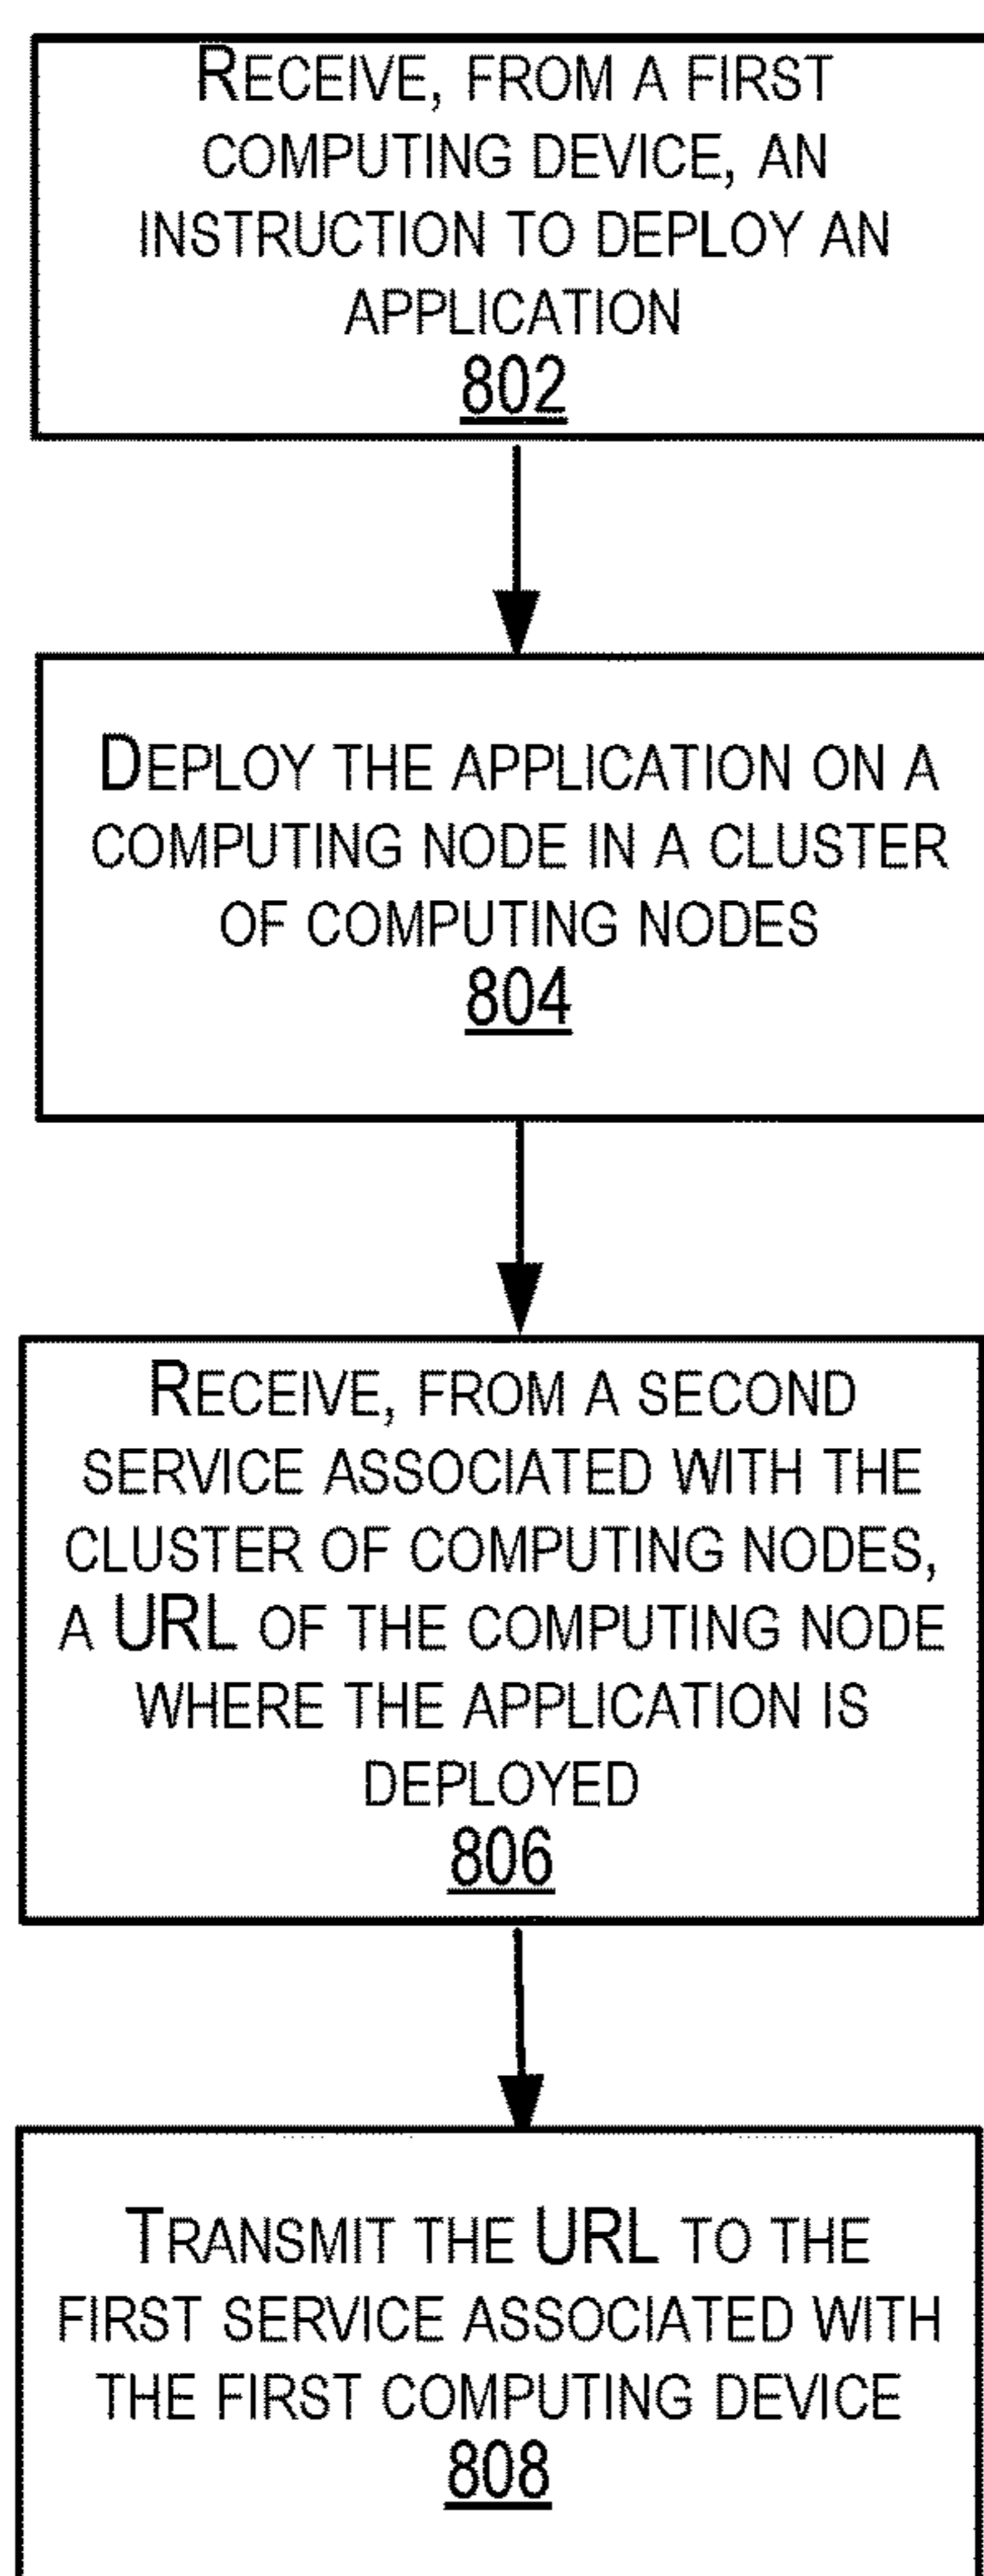 RECEIVE, FROM A FIRST
COMPUTING DEVICE, AN
INSTRUCTION TO DEPLOY AN
APPLICATION
802
DEPLOY THE APPLICATION ON A
COMPUTING NODE IN A CLUSTER
OF COMPUTING NODES
804
RECEIVE, FROM A SECOND
SERVICE ASSOCIATED WITH THE
CLUSTER OF COMPUTING NODES,
A URL OF THE COMPUTING NODE
WHERE THE APPLICATION IS
DEPLOYED
806
TRANSMIT THE URL TO THE
FIRST SERVICE ASSOCIATED WITH
THE FIRST COMPUTING DEVICE
808